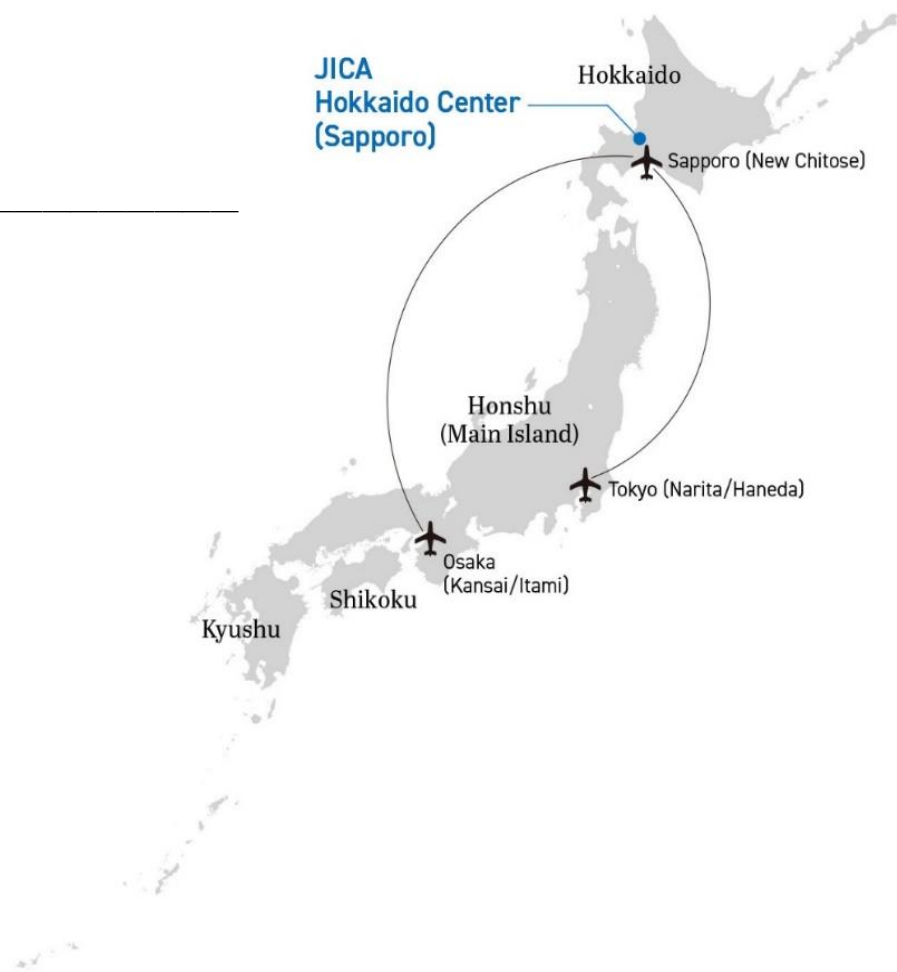 JICA
Hokkaido Center
(Sapporo)
Hokkaido
Sapporo (New Chitose)
Honshu
(Main Island)
Tokyo (Narita/Haneda)
Osaka
(Kansai/Itami)
Shikoku
Kyushu